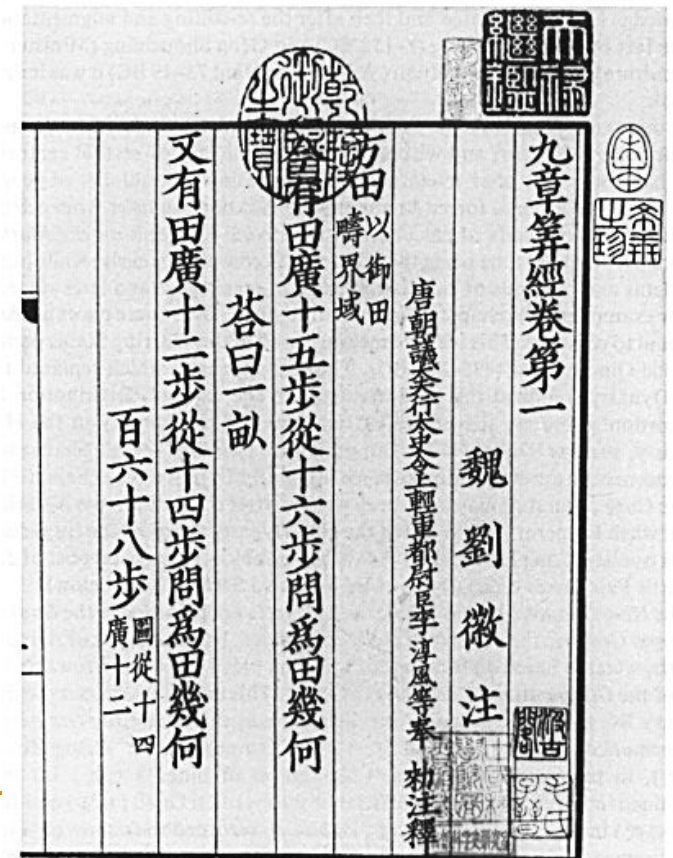 九章筭經卷第一
魏劉徽注
唐朝議大夫行太史令上輕車都尉臣李淳風等奉 勑注釋
方田以御田
疇界域
今有田廣十五步從十六步問爲田幾何
荅曰一畝
又有田廣十二步從十四步問爲田幾何
百六十八步圖從十四
廣十二